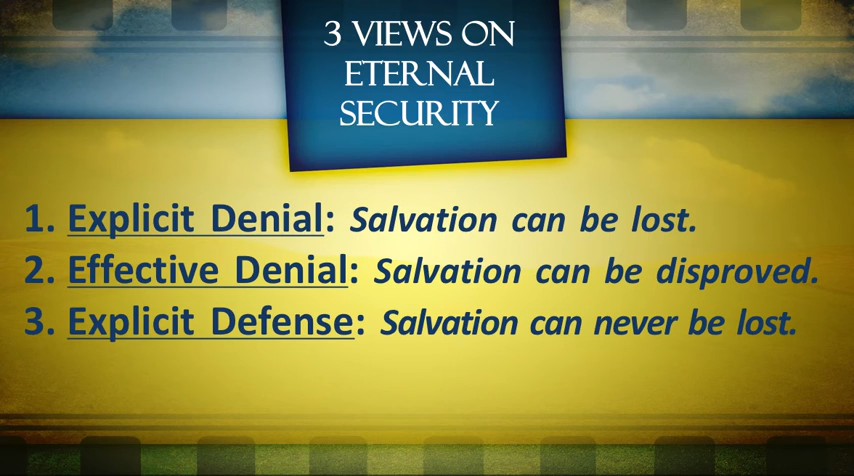 3 VIEWS ON
ETERNAL
SECURITY
1. Explicit Denial: Salvation can be lost.
2. Effective Denial: Salvation can be disproved.
3. Explicit Defense: Salvation can never be lost.